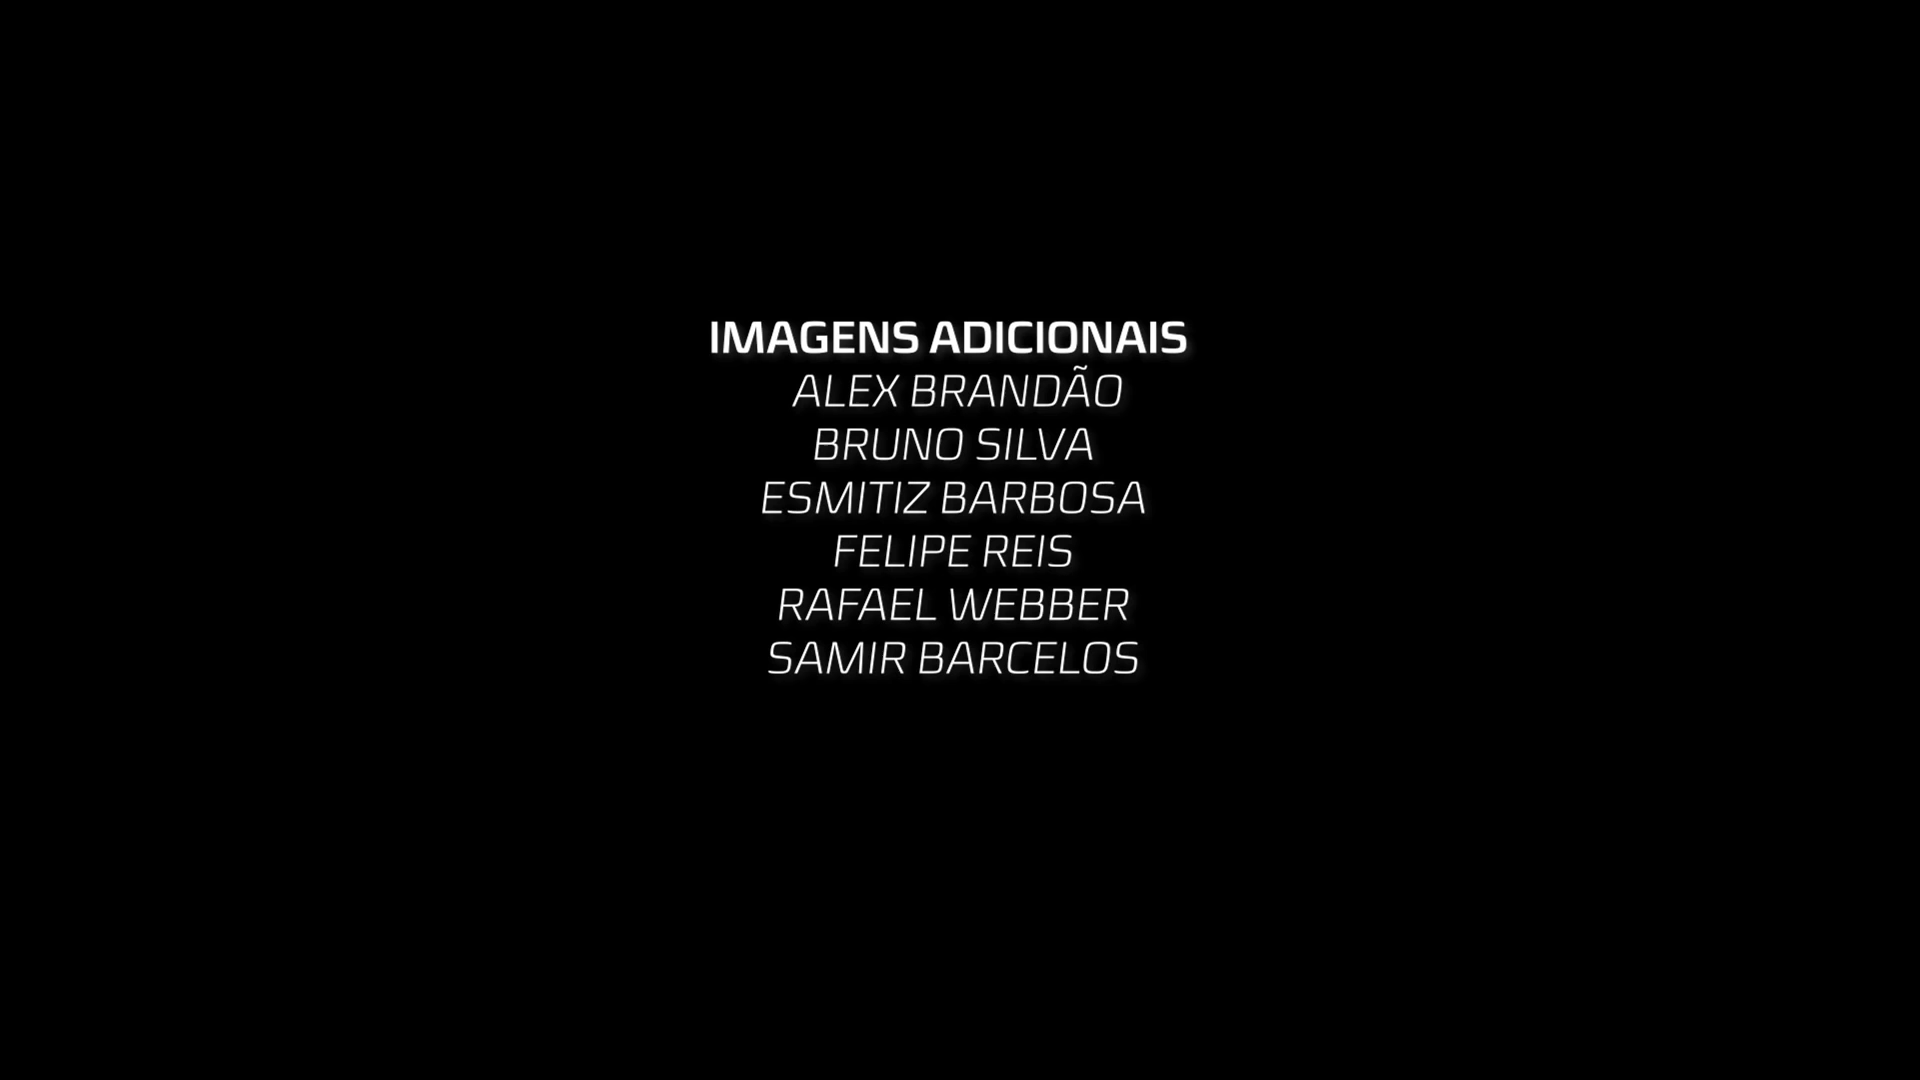 IMAGENS ADICIONAIS
ALEX BRANDÃO
BRUNO SILVA
ESMITIZ BARBOSA
FELIPE REIS
RAFAEL WEBBER
SAMIR BARCELOS